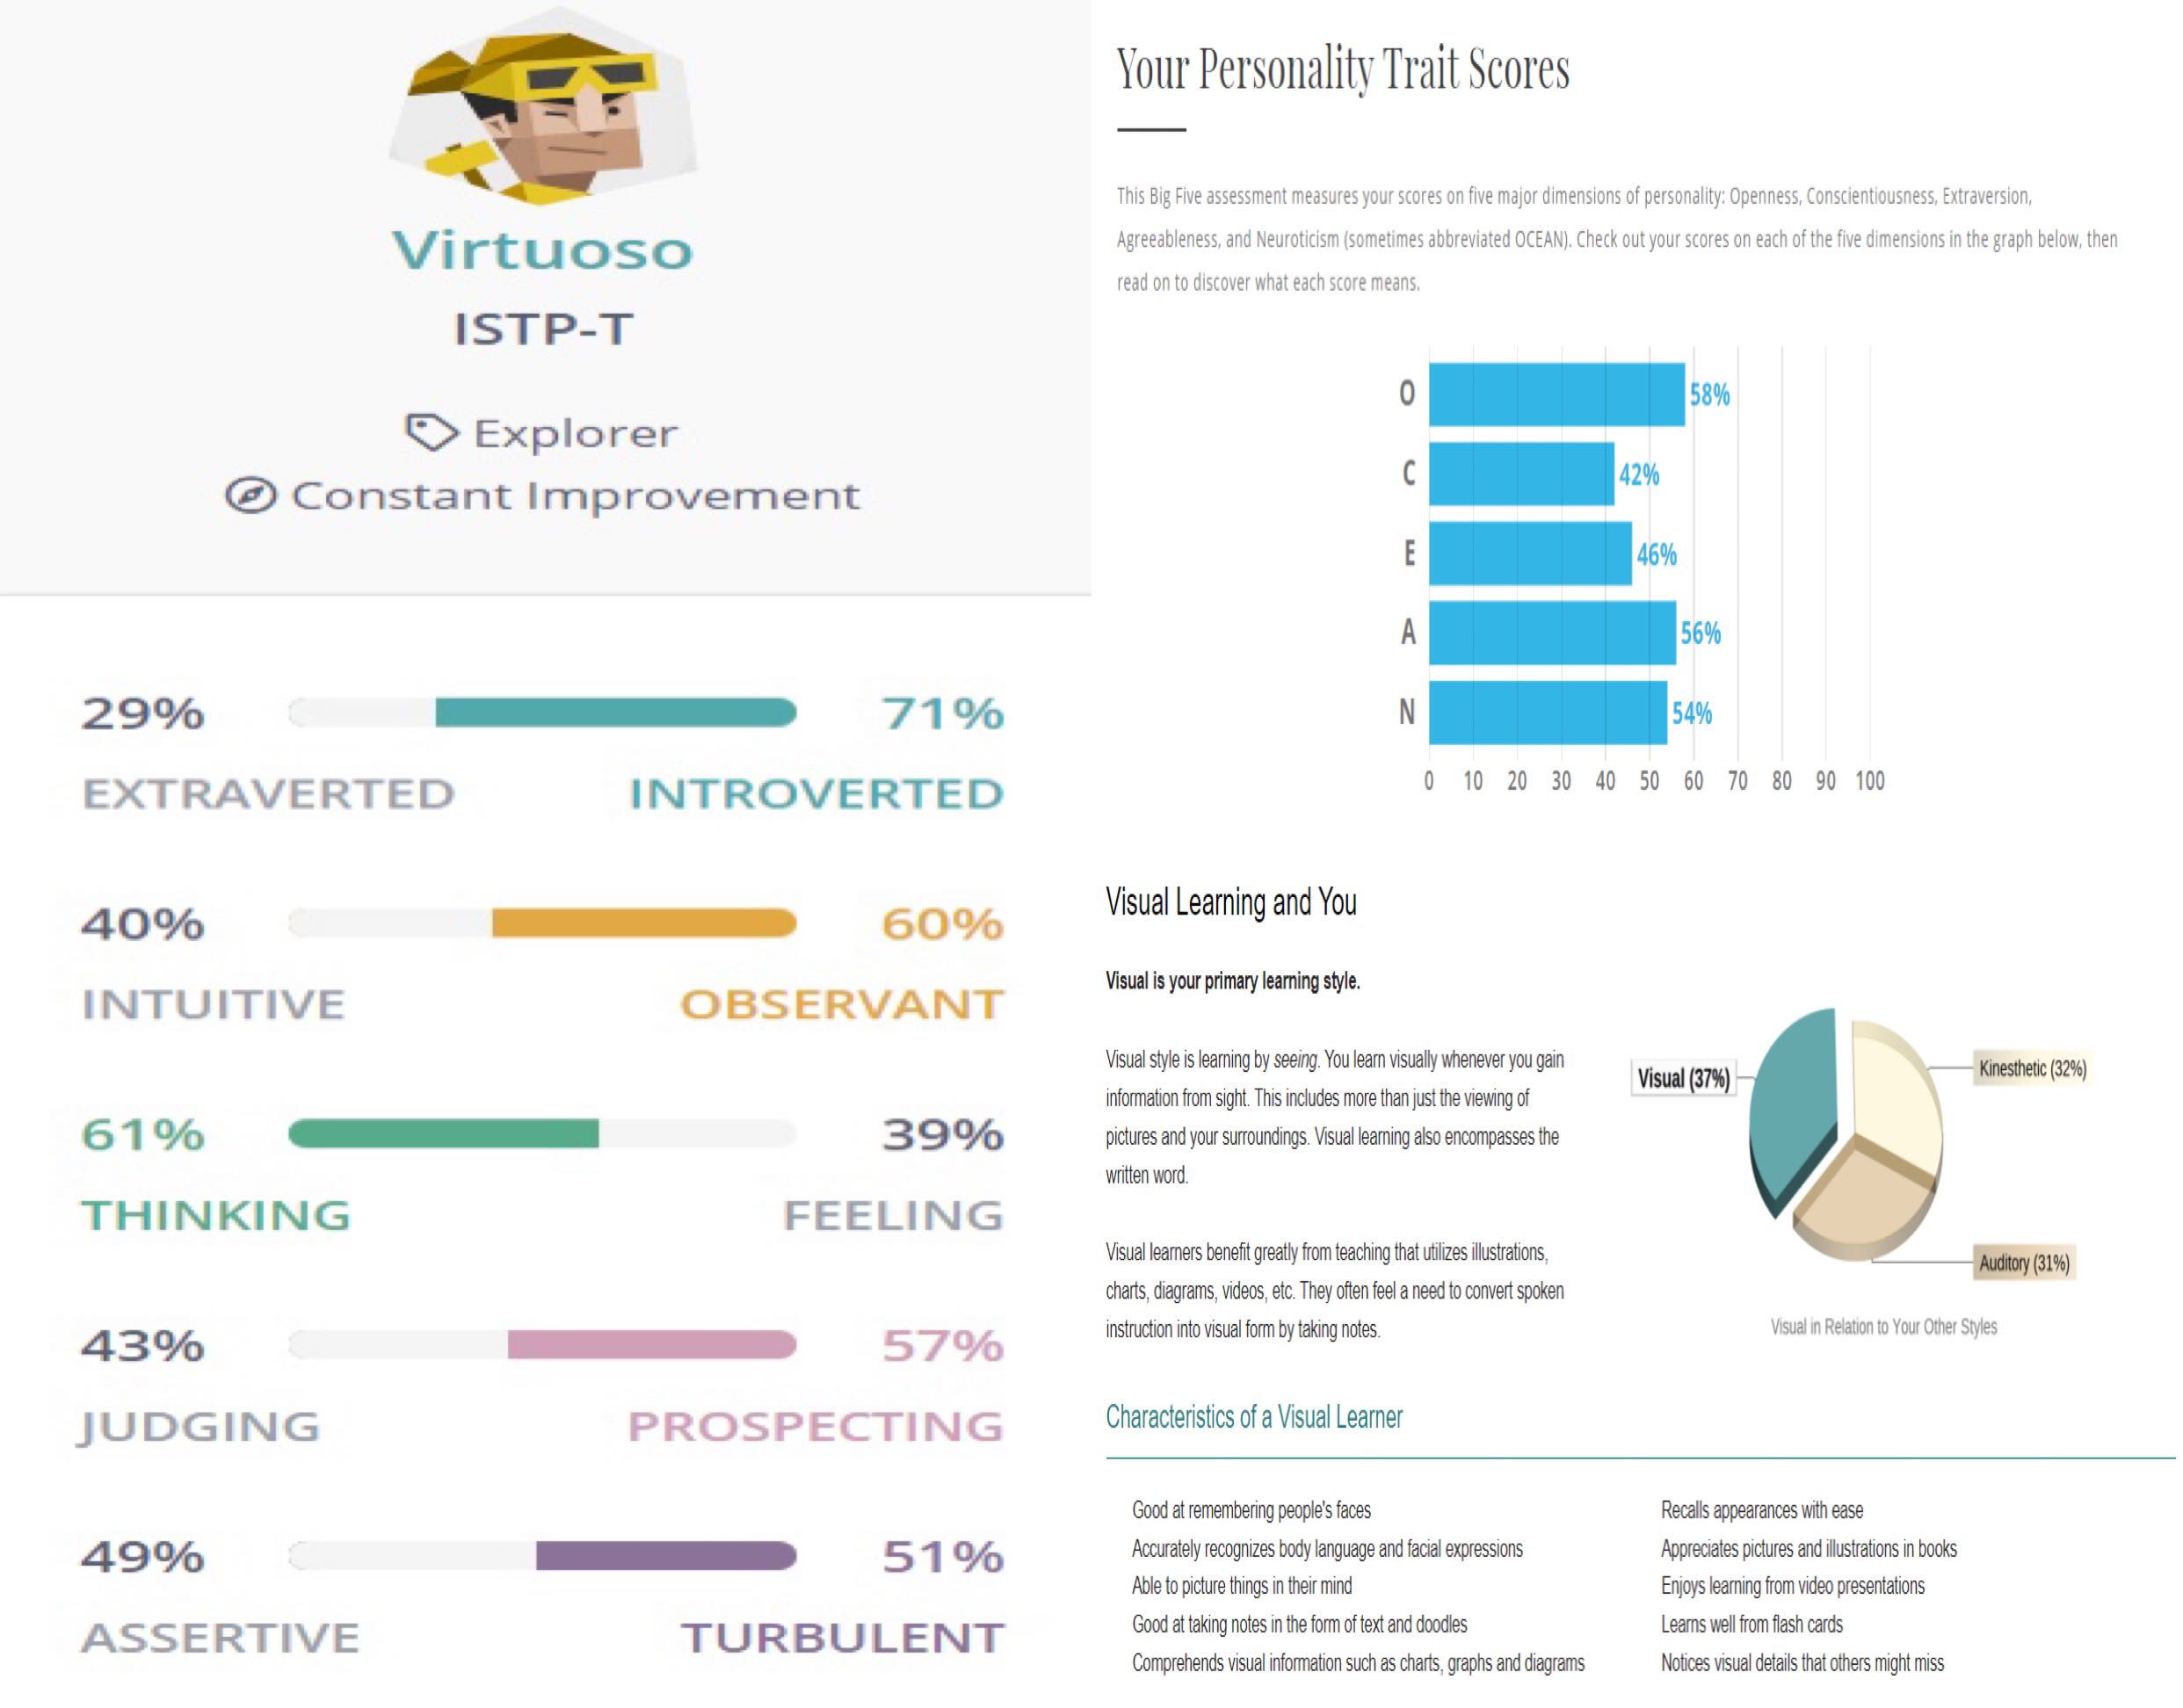 Virtuoso
ISTP-T
Explorer
Constant Improvement
29%
71%
EXTRAVERTED
INTROVERTED
40%
60%
INTUITIVE
OBSERVANT
61%
39%
THINKING
FEELING
43%
57%
JUDGING
PROSPECTING
49%
51%
ASSERTIVE
TURBULENT
Your Personality Trait Scores
This Big Five assessment measures your scores on five major dimensions of personality: Openness, Conscientiousness, Extraversion,
Agreeableness, and Neuroticism (sometimes abbreviated OCEAN). Check out your scores on each of the five dimensions in the graph below, then
read on to discover what each score means.
O 58%
C 42%
E 46%
A 56%
N 54%
0 10 20 30 40 50 60 70 80 90 100
Visual Learning and You
Visual is your primary learning style.
Visual style is learning by seeing. You learn visually whenever you gain
information from sight. This includes more than just the viewing of
pictures and your surroundings. Visual learning also encompasses the
written word.
Visual learners benefit greatly from teaching that utilizes illustrations,
charts, diagrams, videos, etc. They often feel a need to convert spoken
instruction into visual form by taking notes.
Visual (37%)
Kinesthetic (32%)
Auditory (31%)
Visual in Relation to Your Other Styles
Characteristics of a Visual Learner
Good at remembering people's faces
Accurately recognizes body language and facial expressions
Able to picture things in their mind
Good at taking notes in the form of text and doodles
Comprehends visual information such as charts, graphs and diagrams
Recalls appearances with ease
Appreciates pictures and illustrations in books
Enjoys learning from video presentations
Learns well from flash cards
Notices visual details that others might miss